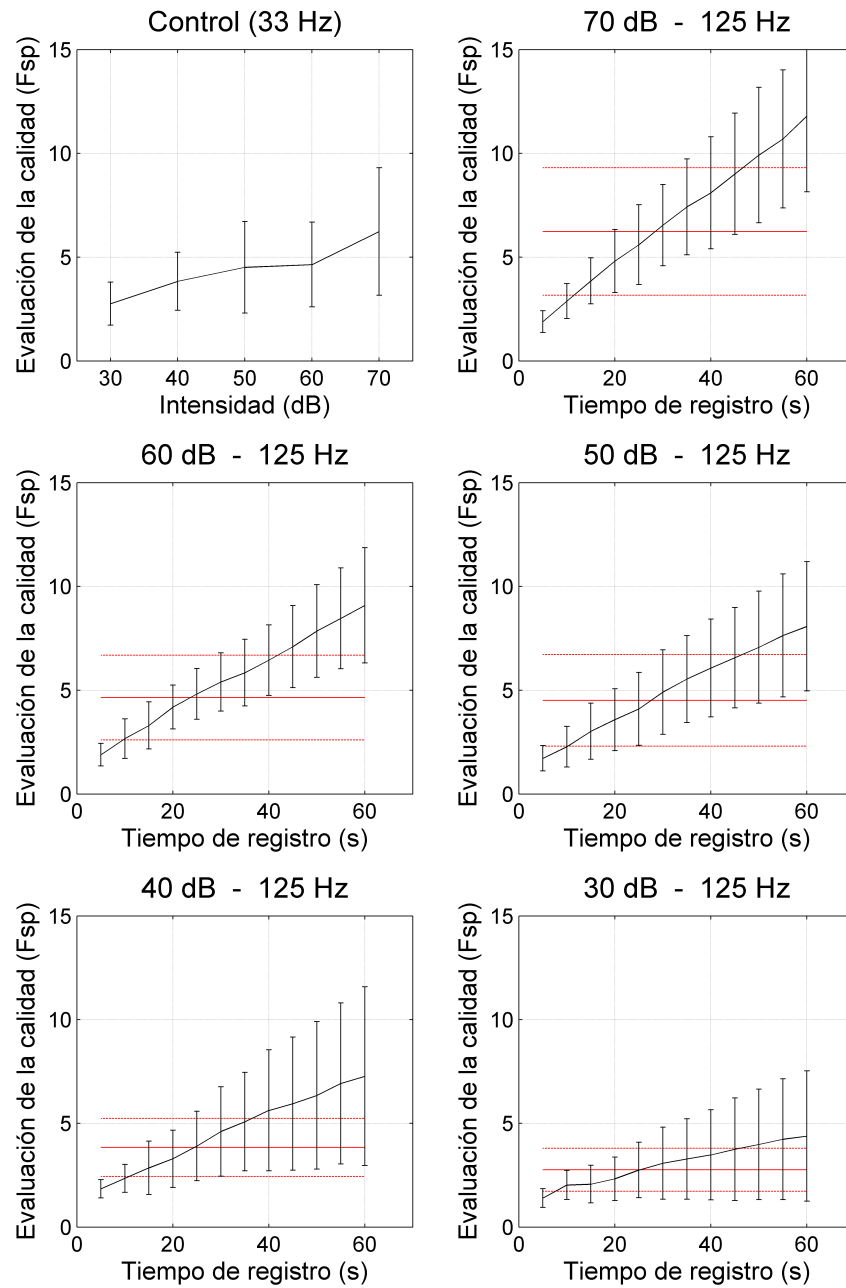 Control (33 Hz)
Evaluación de la calidad (Fsp)
15
10
5
0
30 40 50 60 70
Intensidad (dB)
70 dB - 125 Hz
Evaluación de la calidad (Fsp)
15
10
5
0
0 20 40 60
Tiempo de registro (s)
60 dB - 125 Hz
Evaluación de la calidad (Fsp)
15
10
5
0
0 20 40 60
Tiempo de registro (s)
50 dB - 125 Hz
Evaluación de la calidad (Fsp)
15
10
5
0
0 20 40 60
Tiempo de registro (s)
40 dB - 125 Hz
Evaluación de la calidad (Fsp)
15
10
5
0
0 20 40 60
Tiempo de registro (s)
30 dB - 125 Hz
Evaluación de la calidad (Fsp)
15
10
5
0
0 20 40 60
Tiempo de registro (s)